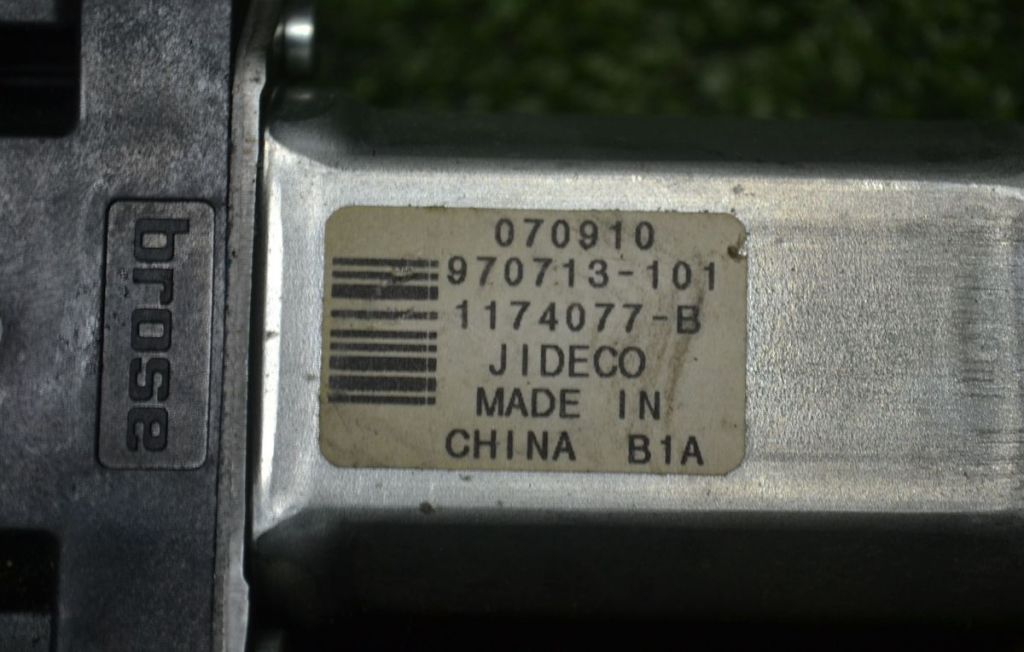 brose
070910
970713-101
1174077-B
JIDECO
MADE IN
CHINA B1A